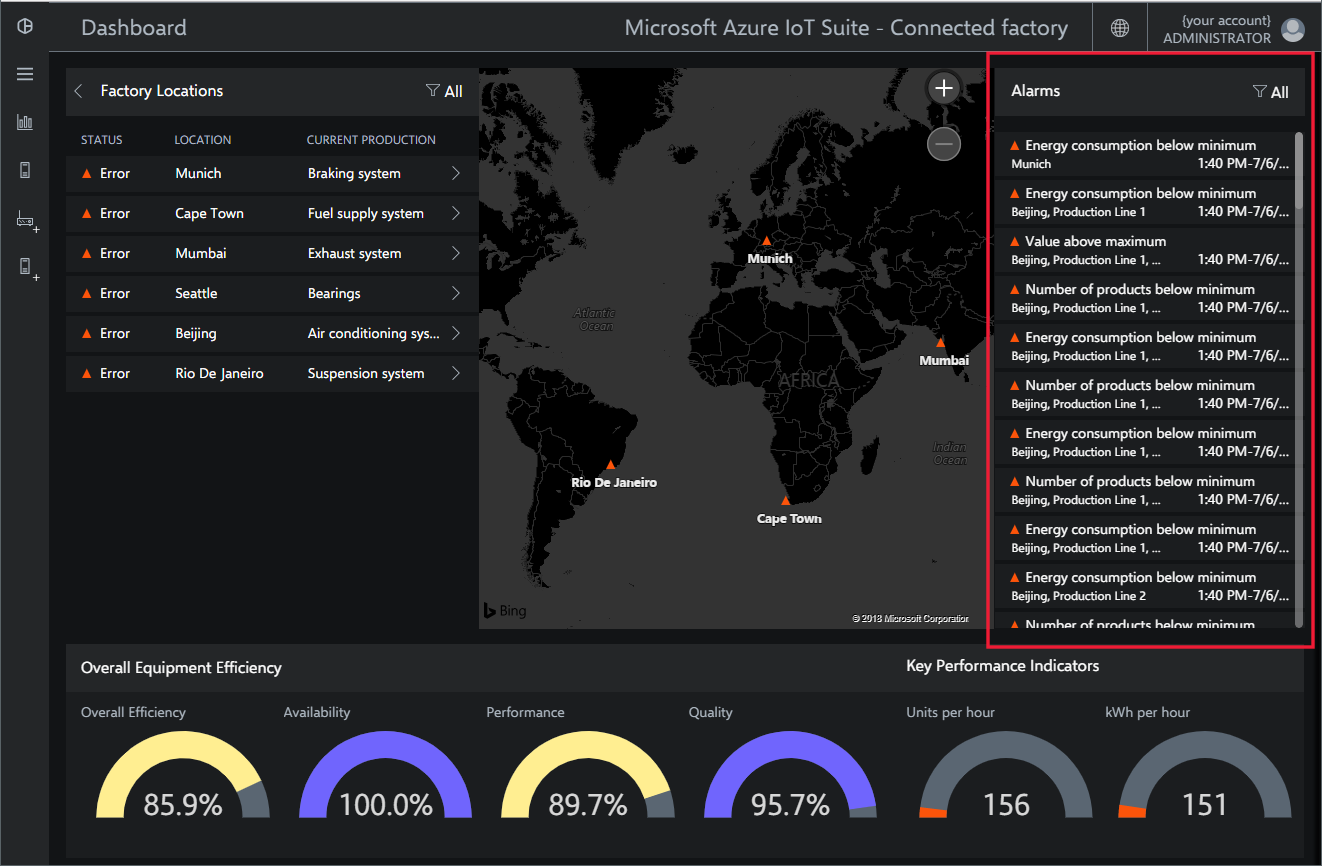 Dashboard
Microsoft Azure IoT Suite - Connected factory
{your account}
ADMINISTRATOR
Factory Locations
All
STATUS LOCATION CURRENT PRODUCTION
Error Munich Braking system
Error Cape Town Fuel supply system
Error Mumbai Exhaust system
Error Seattle Bearings
Error Beijing Air conditioning sys...
Error Rio De Janeiro Suspension system
Atlantic
Ocean
Munich
Mumbai
AFRICA
Indian
Ocean
Rio De Janeiro
Cape Town
Bing
© 2018 Microsoft Corporation
Alarms
All
Energy consumption below minimum
Munich 1:40 PM-7/6/...
Energy consumption below minimum
Beijing, Production Line 1 1:40 PM-7/6/...
Value above maximum
Beijing, Production Line 1, ... 1:40 PM-7/6/...
Number of products below minimum
Beijing, Production Line 1, ... 1:40 PM-7/6/...
Energy consumption below minimum
Beijing, Production Line 1, ... 1:40 PM-7/6/...
Number of products below minimum
Beijing, Production Line 1, ... 1:40 PM-7/6/...
Energy consumption below minimum
Beijing, Production Line 1, ... 1:40 PM-7/6/...
Number of products below minimum
Beijing, Production Line 1, ... 1:40 PM-7/6/...
Energy consumption below minimum
Beijing, Production Line 1, ... 1:40 PM-7/6/...
Energy consumption below minimum
Beijing, Production Line 2 1:40 PM-7/6/...
Number of products below minimum
Overall Equipment Efficiency
Key Performance Indicators
Overall Efficiency Availability Performance Quality Units per hour kWh per hour
85.9% 100.0% 89.7% 95.7% 156 151